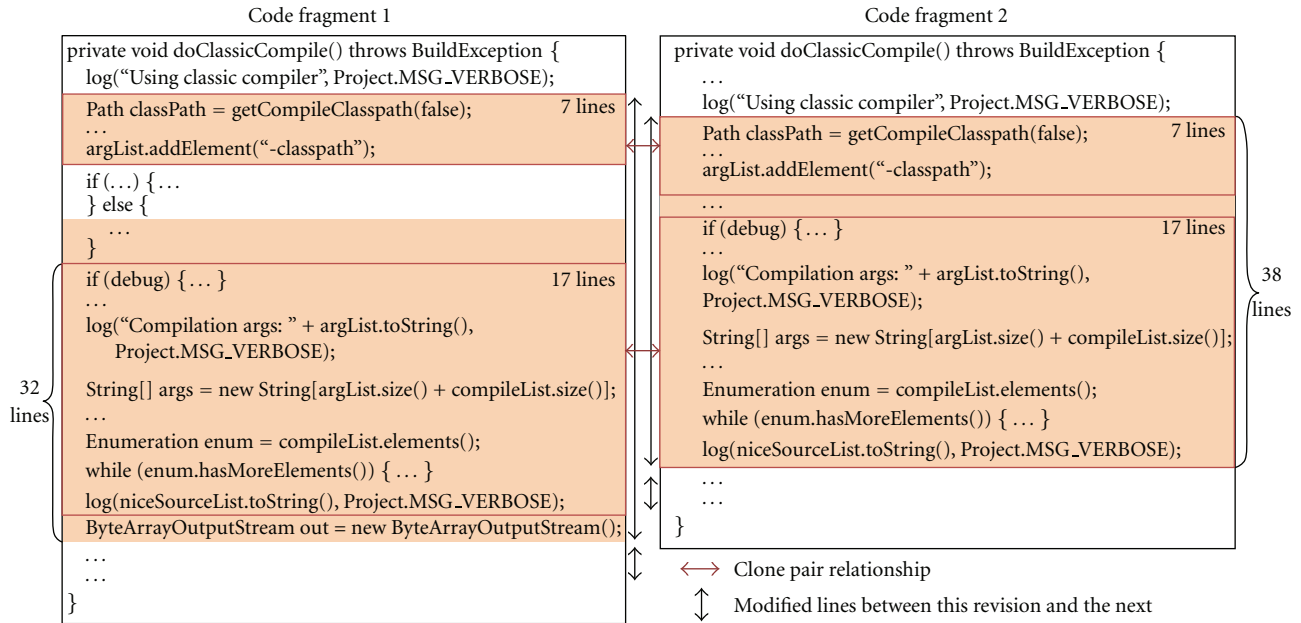 Code fragment 1
private void doClassicCompile() throws BuildException {
log(“Using classic compiler”, Project.MSG_VERBOSE);
Path classPath = getCompileClasspath(false);
7 lines
...
argList.addElement(“-classpath”);
if (...) {...
} else {
...
}
if (debug) {... }
17 lines
...
log(“Compilation args: ” + argList.toString(),
Project.MSG_VERBOSE);
String[] args = new String[argList.size() + compileList.size()];
...
Enumeration enum = compileList.elements();
while (enum.hasMoreElements()) { ... }
log(niceSourceList.toString(), Project.MSG_VERBOSE);
ByteArrayOutputStream out = new ByteArrayOutputStream();
...
...
}
32
lines
Code fragment 2
private void doClassicCompile() throws BuildException {
...
log(“Using classic compiler”, Project.MSG_VERBOSE);
Path classPath = getCompileClasspath(false);
7 lines
...
argList.addElement(“-classpath”);
...
if (debug) {... }
17 lines
...
log(“Compilation args: ” + argList.toString(),
Project.MSG_VERBOSE);
String[] args = new String[argList.size() + compileList.size()];
...
Enumeration enum = compileList.elements();
while (enum.hasMoreElements()) { ... }
log(niceSourceList.toString(), Project.MSG_VERBOSE);
...
...
}
38
lines
Clone pair relationship
Modified lines between this revision and the next